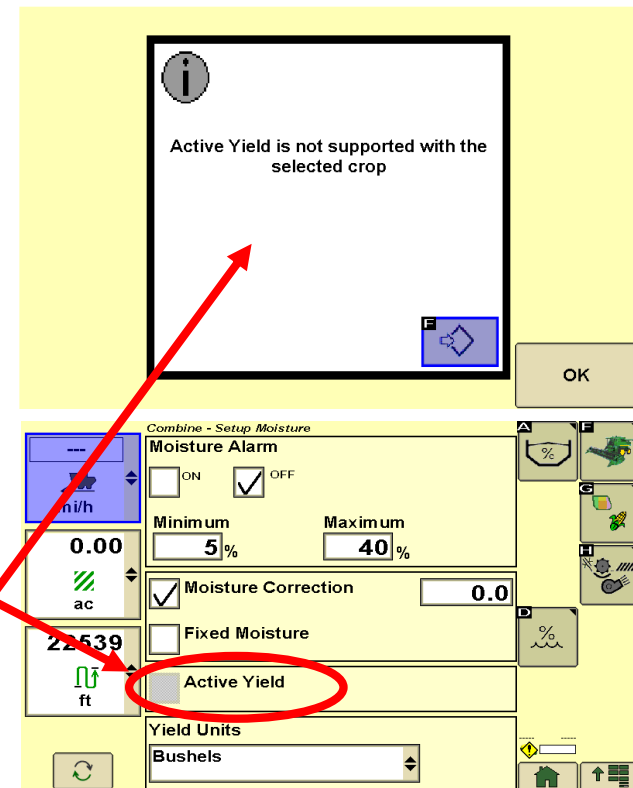 i
Active Yield is not supported with the
selected crop
F
OK
Combine - Setup Moisture
---
mi/h
0.00
ac
22539
ft
Moisture Alarm
ON
OFF
Minimum
Maximum
5 %
40 %
Moisture Correction
0.0
Fixed Moisture
Active Yield
Yield Units
Bushels
A
%
F
G
H
D
%